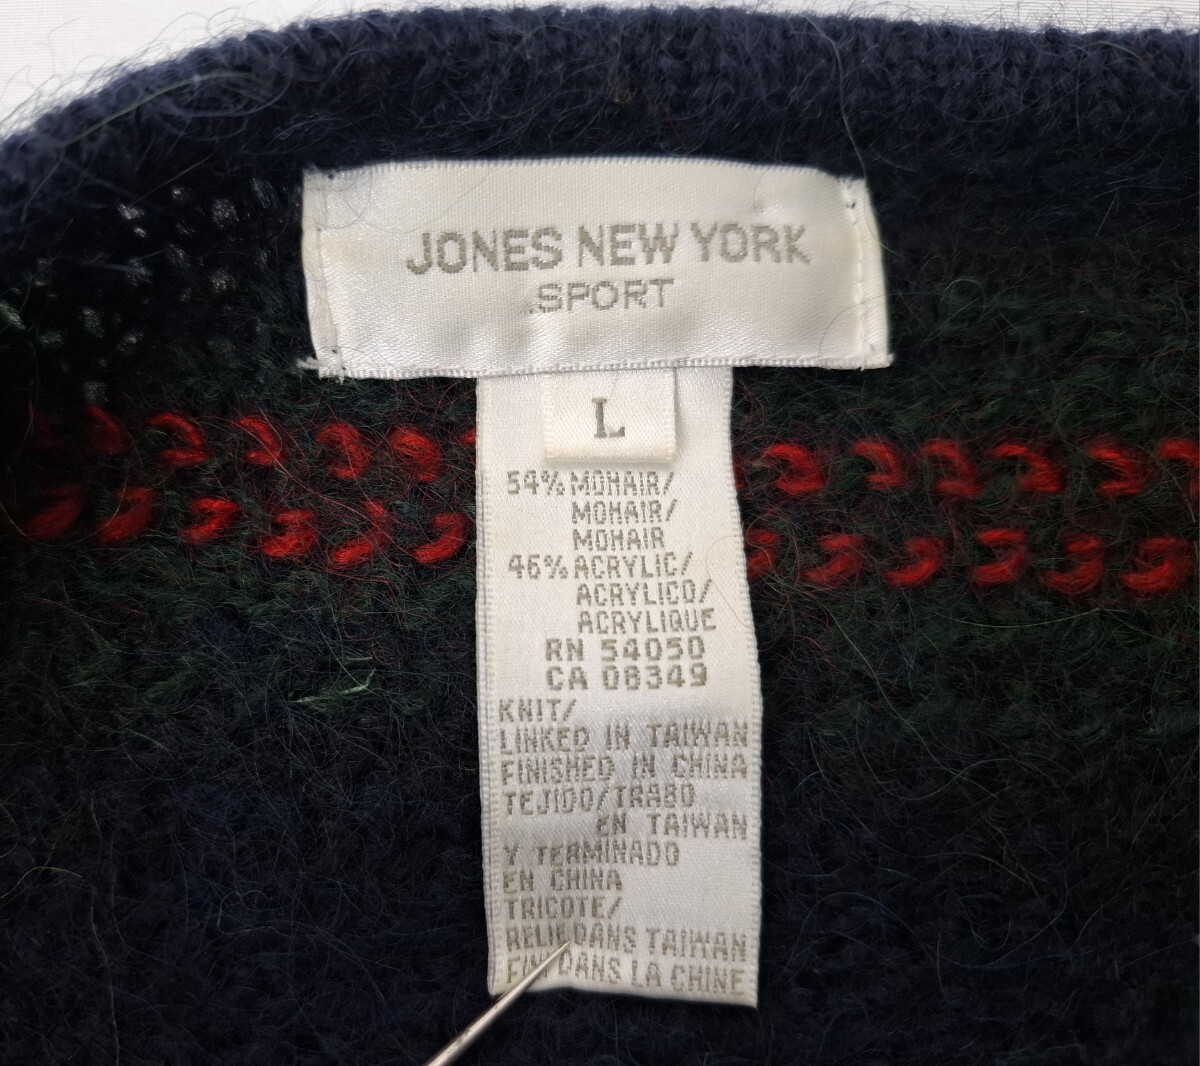 JONES NEW YORK
SPORT
L
54% MOHAIR/
MOHAIR/
MOHAIR
46% ACRYLIC/
ACRYLICO/
ACRYLIQUE
RN 54050
CA 08349
KNIT/
LINKED IN TAIWAN
FINISHED IN CHINA
TEJIDO/TRABO
EN TAIWAN
Y TERMINADO
EN CHINA
TRICOTE/
RELIE DANS TAIWAN
FINI DANS LA CHINE